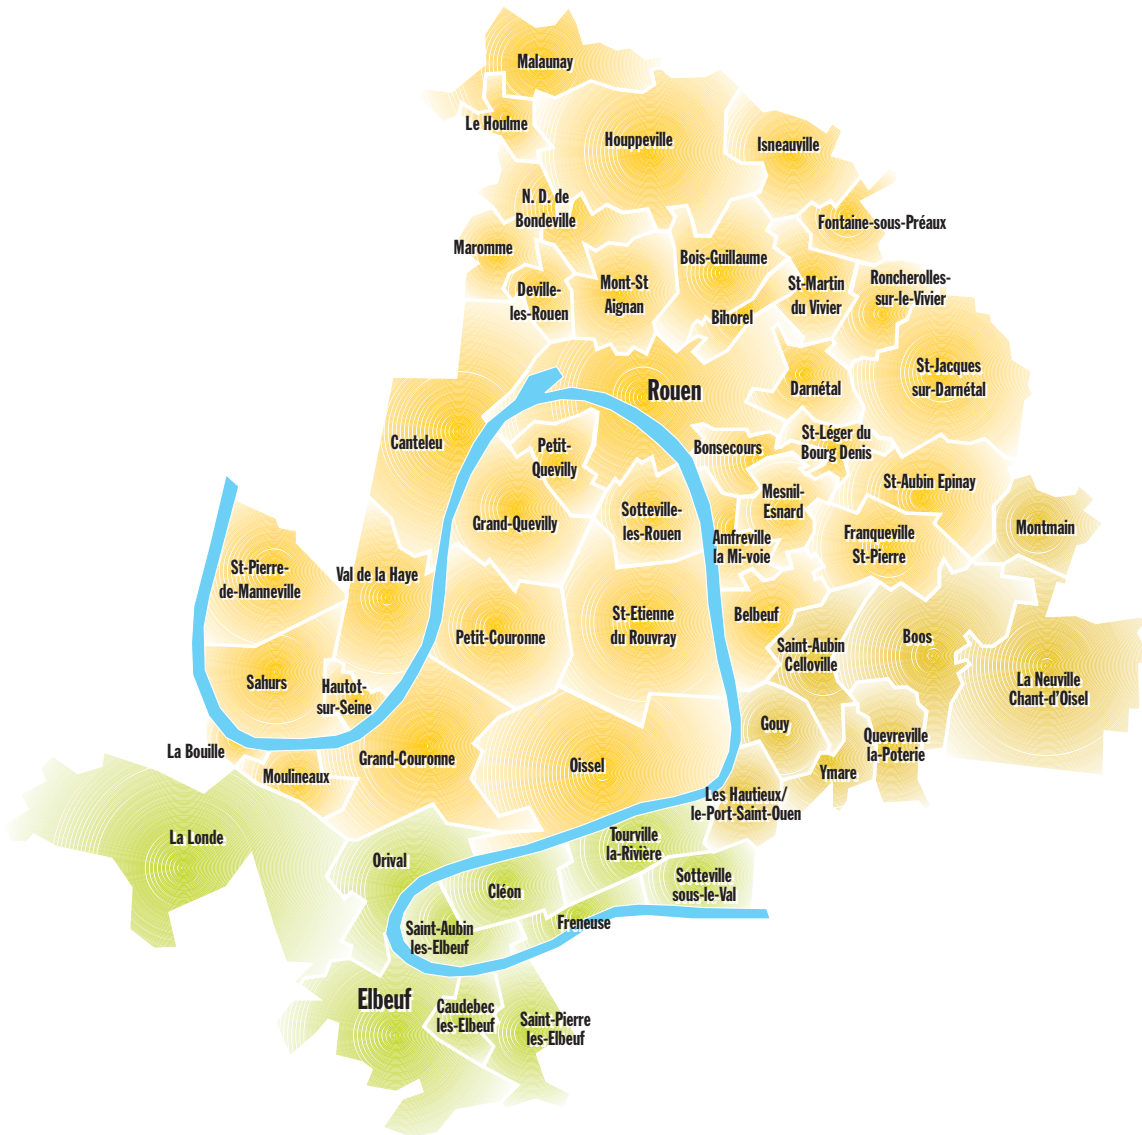 Malaunay
Le Houlme
Houppeville
Isneauville
N. D. de
Bondeville
Fontaine-sous-Préaux
Maromme
Bois-Guillaume
Deville-
les-Rouen
Mont-St
Aignan
St-Martin
du Vivier
Roncherolles-
sur-le-Vivier
Bihorel
St-Jacques
sur-Darnétal
Rouen
Darnétal
Canteleu
Petit-
Quevilly
Bonsecours
St-Léger du
Bourg Denis
St-Aubin Epinay
Mesnil-
Esnard
Grand-Quevilly
Sotteville-
les-Rouen
Amfreville
la Mi-voie
Franqueville
St-Pierre
Montmain
St-Pierre-
de-Manneville
Val de la Haye
Petit-Couronne
St-Etienne
du Rouvray
Belbeuf
Saint-Aubin
Celloville
Boos
Sahurs
Hautot-
sur-Seine
La Neuville
Chant-d'Oisel
La Bouille
Moulineaux
Grand-Couronne
Oissel
Gouy
Quevreville
la-Poterie
Ymare
Les Hautieux/
le-Port-Saint-Ouen
La Londe
Orival
Tourville
la-Rivière
Cléon
Sotteville
sous-le-Val
Saint-Aubin
les-Elbeuf
Freneuse
Elbeuf
Caudebec
les-Elbeuf
Saint-Pierre
les-Elbeuf